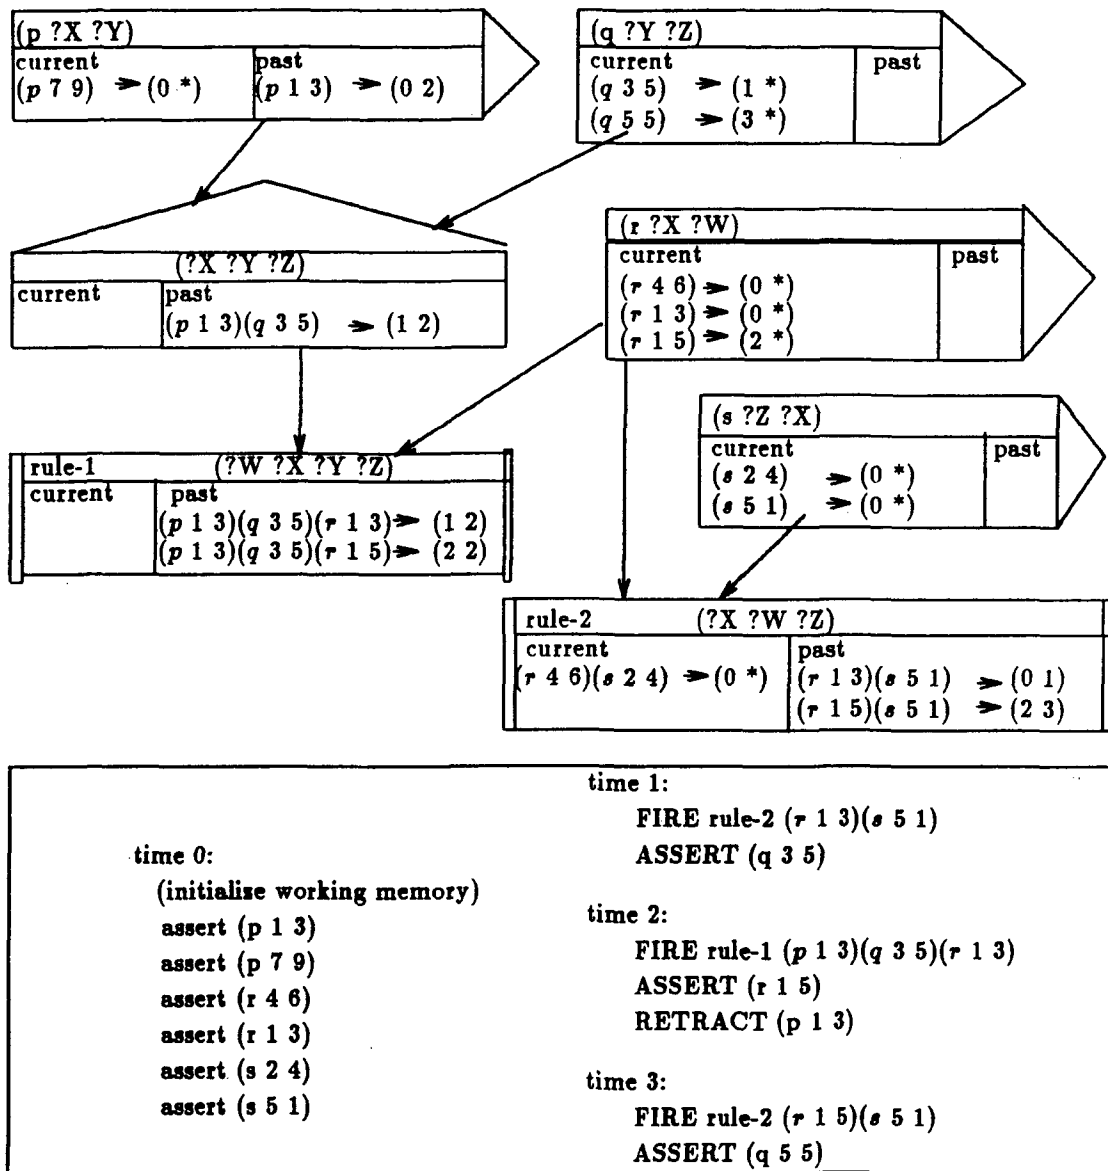 (p ?X ?Y)
current past
(p 7 9) → (0 *) (p 1 3) → (0 2)
(q ?Y ?Z)
current past
(q 3 5) → (1 *)
(q 5 5) → (3 *)
(?X ?Y ?Z)
current past
(p 1 3)(q 3 5) → (1 2)
(r ?X ?W)
current past
(r 4 6) → (0 *)
(r 1 3) → (0 *)
(r 1 5) → (2 *)
(s ?Z ?X)
current past
(s 2 4) → (0 *)
(s 5 1) → (0 *)
rule-1 (?W ?X ?Y ?Z)
current past
(p 1 3)(q 3 5)(r 1 3) → (1 2)
(p 1 3)(q 3 5)(r 1 5) → (2 2)
rule-2 (?X ?W ?Z)
current past
(r 4 6)(s 2 4) → (0 *) (r 1 3)(s 5 1) → (0 1)
(r 1 5)(s 5 1) → (2 3)
time 0:
(initialize working memory)
assert (p 1 3)
assert (p 7 9)
assert (r 4 6)
assert (r 1 3)
assert (s 2 4)
assert (s 5 1)
time 1:
FIRE rule-2 (r 1 3)(s 5 1)
ASSERT (q 3 5)
time 2:
FIRE rule-1 (p 1 3)(q 3 5)(r 1 3)
ASSERT (r 1 5)
RETRACT (p 1 3)
time 3:
FIRE rule-2 (r 1 5)(s 5 1)
ASSERT (q 5 5)